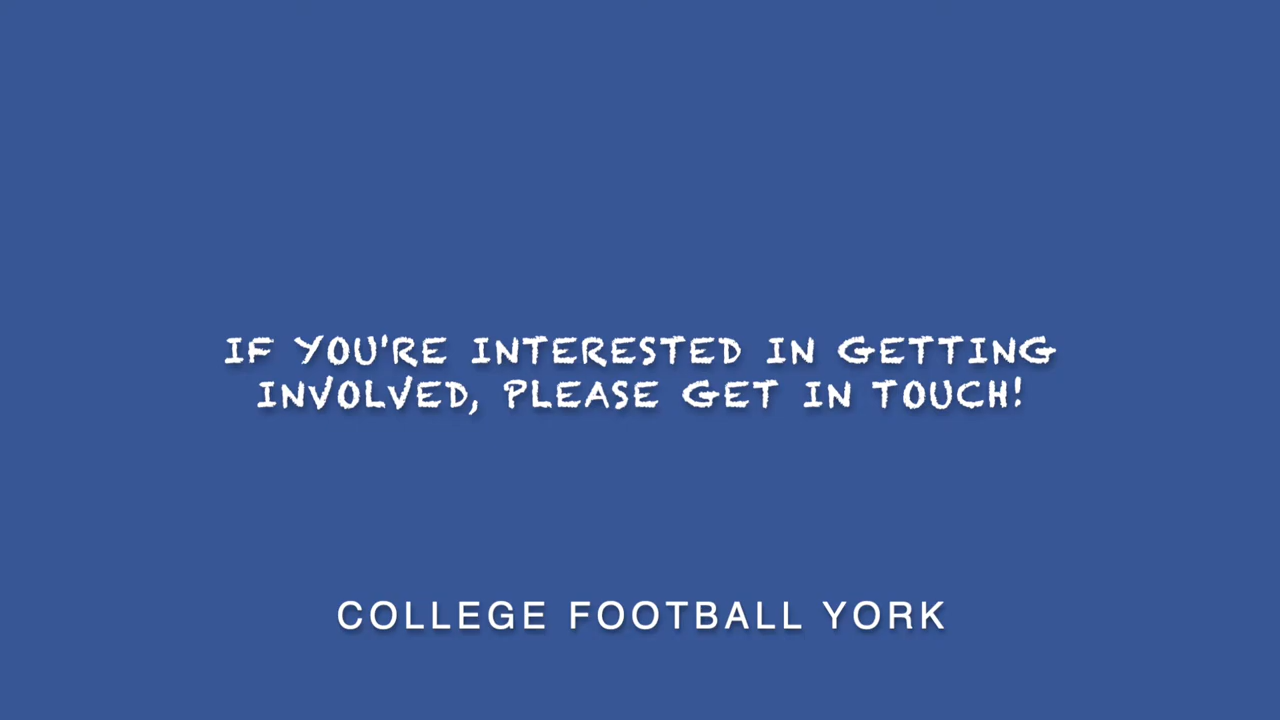 IF YOU'RE INTERESTED IN GETTING
INVOLVED, PLEASE GET IN TOUCH!
COLLEGE FOOTBALL YORK